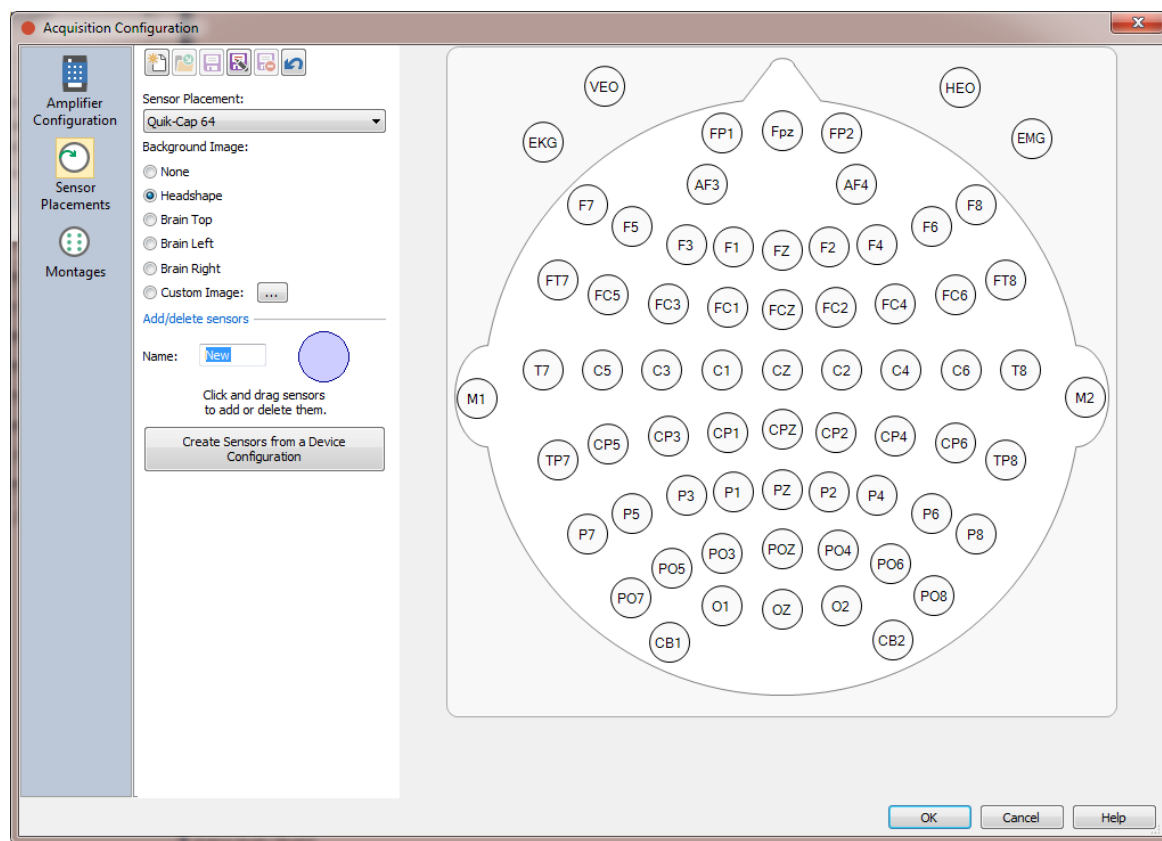 Acquisition Configuration
Amplifier
Configuration
Sensor
Placements
Montages
Sensor Placement:
Quik-Cap 64
Background Image:
None
Headshape
Brain Top
Brain Left
Brain Right
Custom Image: ...
Add/delete sensors
Name: New
Click and drag sensors
to add or delete them.
Create Sensors from a Device
Configuration
VEO HEO
EKG EMG
FP1 Fpz FP2
AF3 AF4
F7 F5 F3 F1 FZ F2 F4 F6 F8
FT7 FC5 FC3 FC1 FCZ FC2 FC4 FC6 FT8
T7 C5 C3 C1 CZ C2 C4 C6 T8
M1 M2
TP7 CP5 CP3 CP1 CPZ CP2 CP4 CP6 TP8
P7 P5 P3 P1 PZ P2 P4 P6 P8
PO7 PO5 PO3 POZ PO4 PO6 PO8
O1 OZ O2
CB1 CB2
OK Cancel Help